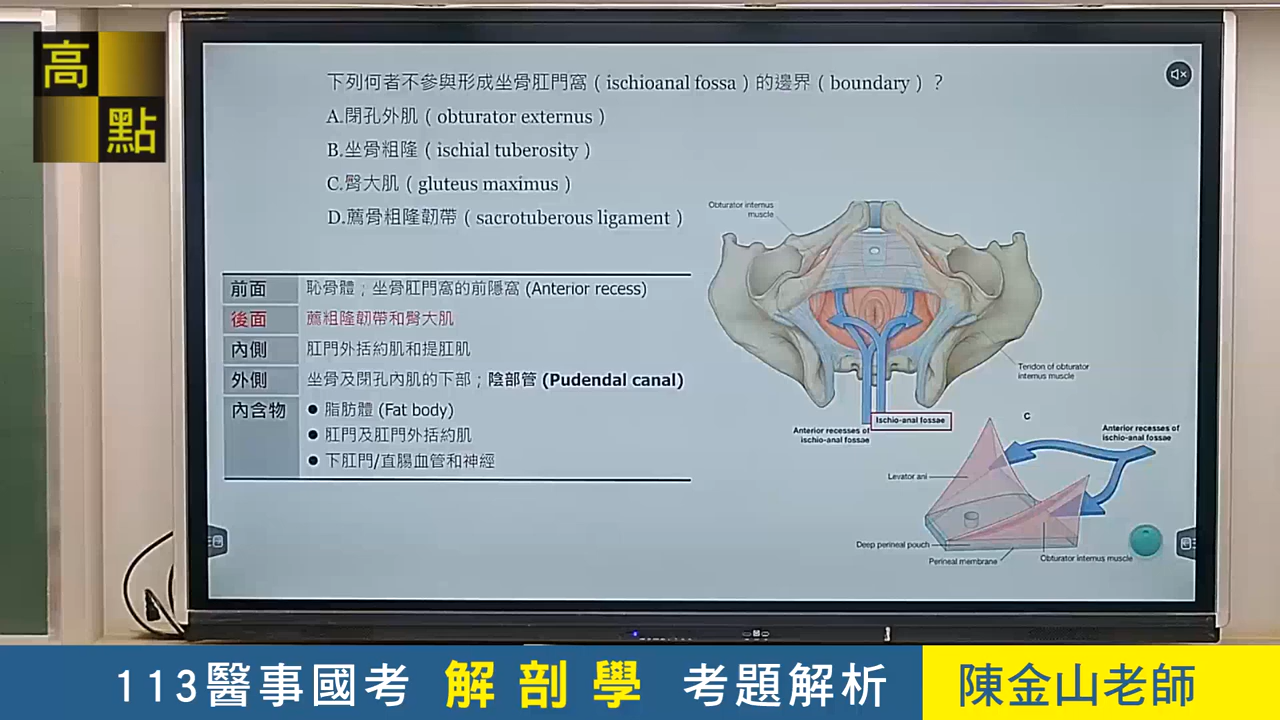 高
點
下列何者不參與形成坐骨肛門窩（ischioanal fossa）的邊界（boundary）？
A.閉孔外肌（obturator externus）
B.坐骨粗隆（ischial tuberosity）
C.臀大肌（gluteus maximus）
D.薦骨粗隆韌帶（sacrotuberous ligament）
前面 恥骨體；坐骨肛門窩的前隱窩 (Anterior recess)
後面 薦粗隆韌帶和臀大肌
內側 肛門外括約肌和提肛肌
外側 坐骨及閉孔內肌的下部；陰部管 (Pudendal canal)
內含物 ● 脂肪體 (Fat body)
● 肛門及肛門外括約肌
● 下肛門/直腸血管和神經
Obturator internus
muscle
Tendon of obturator
internus muscle
Ischio-anal fossae
Anterior recesses of
ischio-anal fossae
C
Anterior recesses of
ischio-anal fossae
Levator ani
Deep perineal pouch
Perineal membrane
Obturator internus muscle
113醫事國考 解剖學 考題解析 陳金山老師